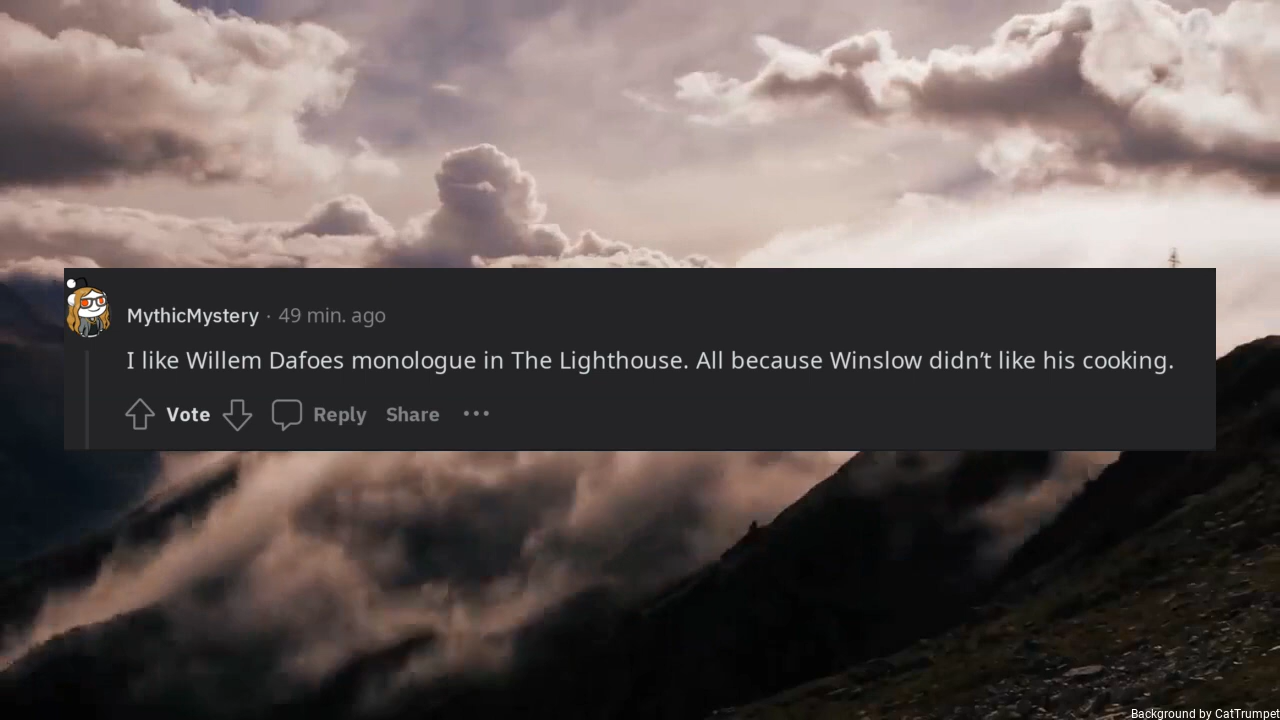 MythicMystery · 49 min. ago
I like Willem Dafoes monologue in The Lighthouse. All because Winslow didn’t like his cooking.
Vote Reply Share •••
Background by CatTrumpet